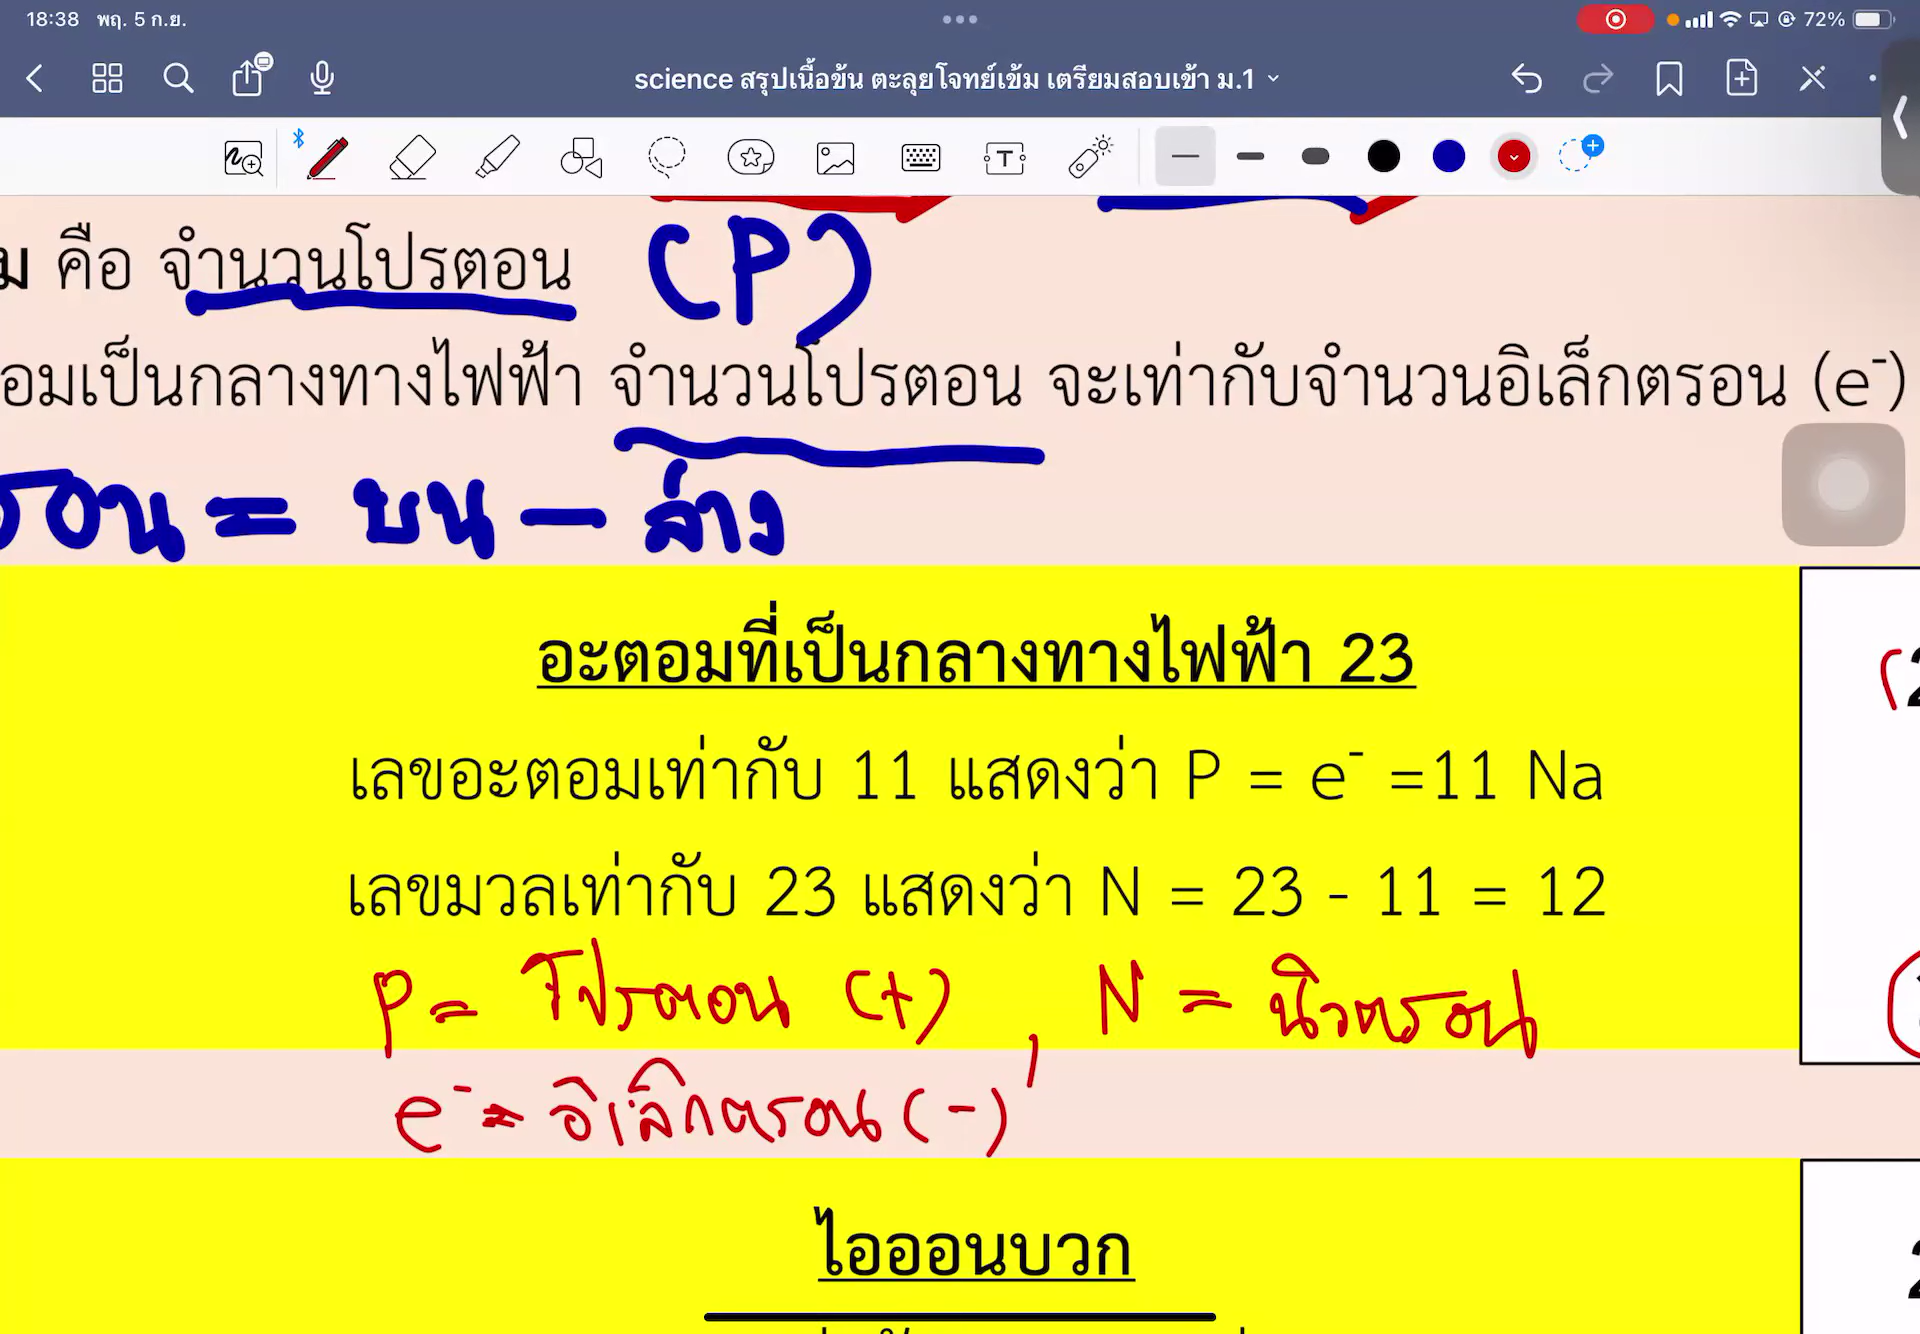 18:38 พฤ. 5 ก.ย.
72%
science สรุปเนื้อข้น ตะลุยโจทย์เข้ม เตรียมสอบเข้า ม.1
ม คือ จำนวนโปรตอน (P)
อมเป็นกลางทางไฟฟ้า จำนวนโปรตอน จะเท่ากับจำนวนอิเล็กตรอน (e⁻)
รอน = บน - ล่าง
อะตอมที่เป็นกลางทางไฟฟ้า 23
เลขอะตอมเท่ากับ 11 แสดงว่า P = e⁻ =11 Na
เลขมวลเท่ากับ 23 แสดงว่า N = 23 - 11 = 12
P = โปรตอน (+) , N = นิวตรอน
e⁻ = อิเล็กตรอน (-)
ไอออนบวก